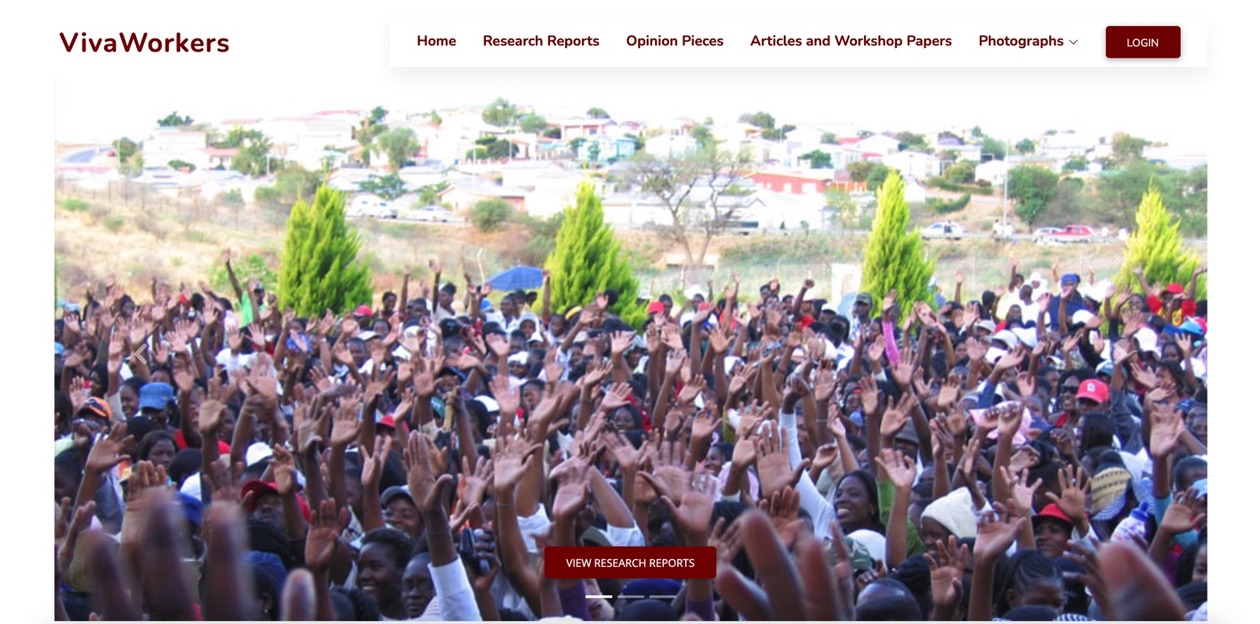 VivaWorkers
Home Research Reports Opinion Pieces Articles and Workshop Papers Photographs LOGIN
VIEW RESEARCH REPORTS